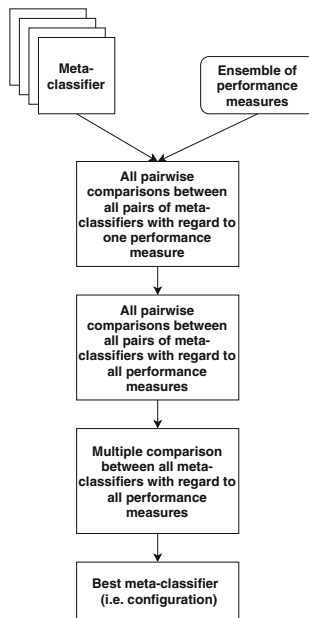 Meta-
classifier
Ensemble of
performance
measures
All pairwise
comparisons between
all pairs of meta-
classifiers with regard to
one performance
measure
All pairwise
comparisons between
all pairs of meta-
classifiers with regard to
all performance
measures
Multiple comparison
between all meta-
classifiers with regard to
all performance
measures
Best meta-classifier
(i.e. configuration)